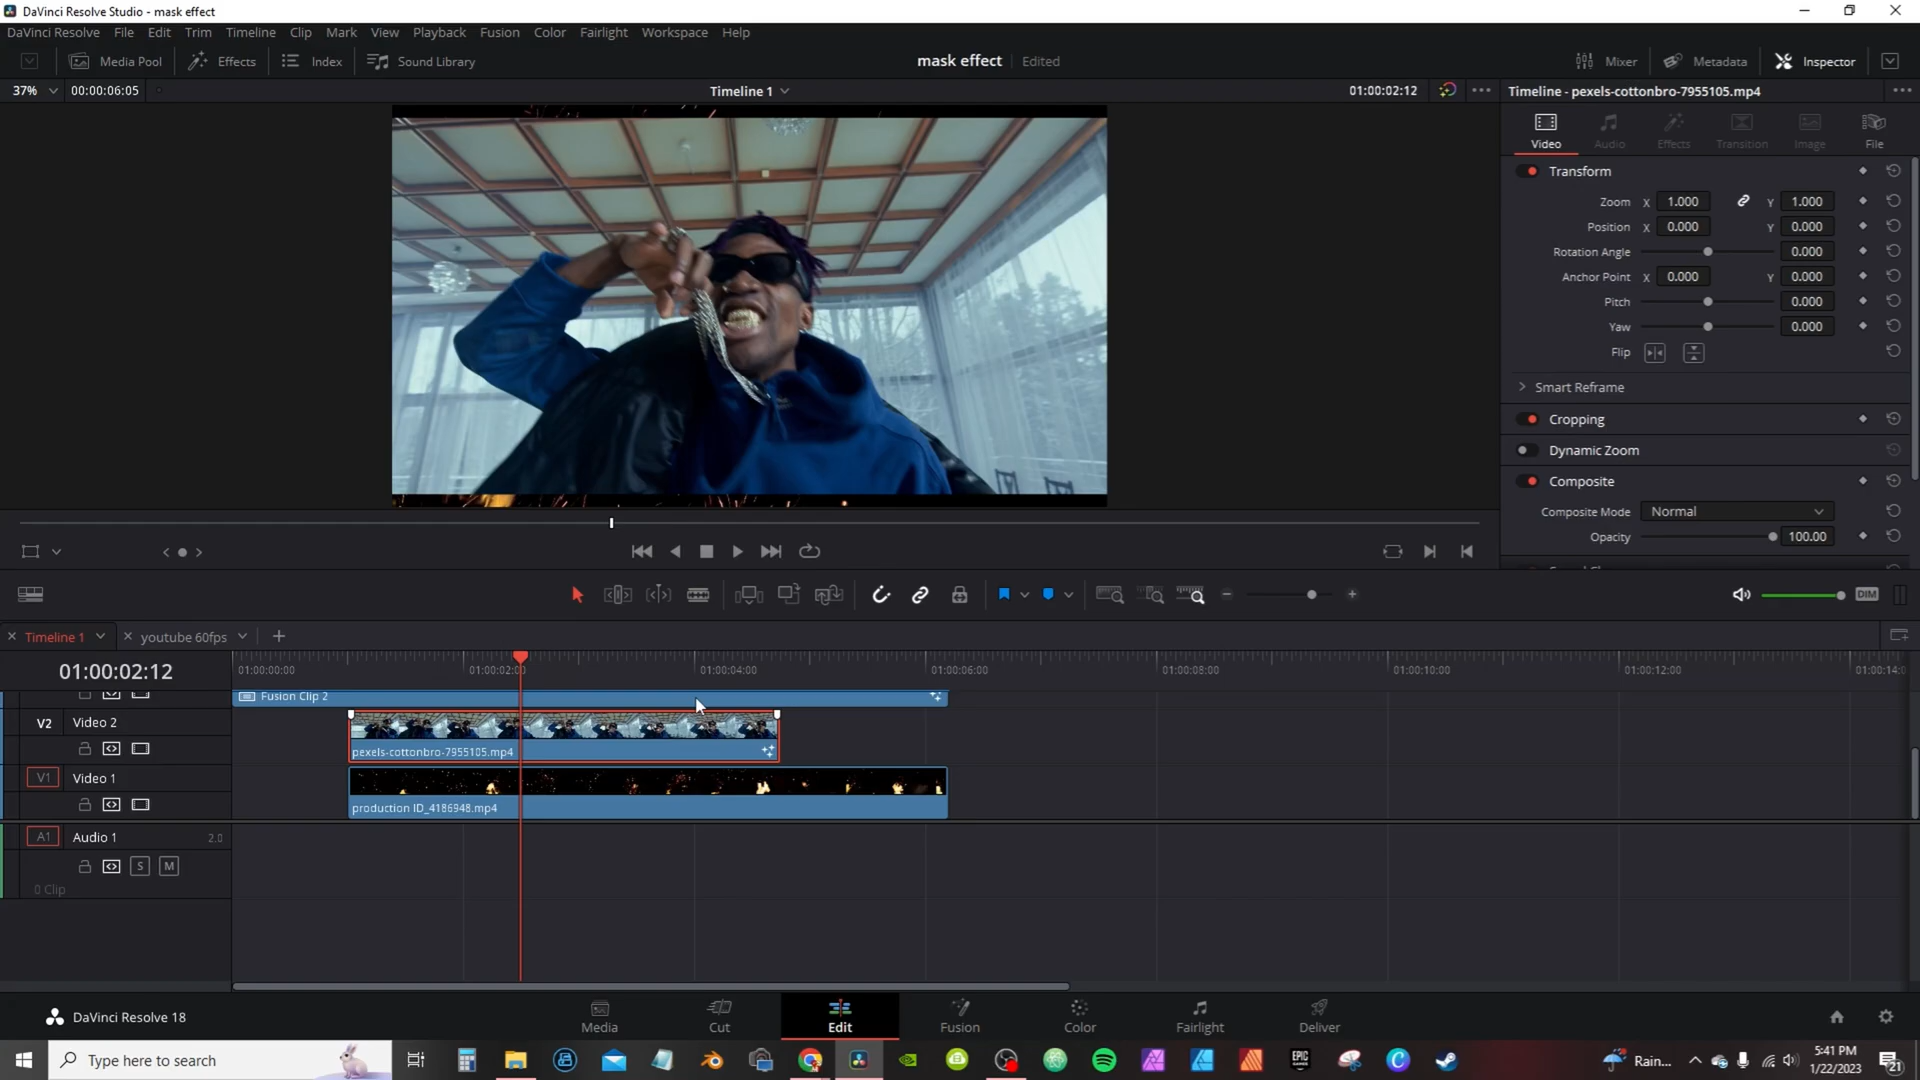 DaVinci Resolve Studio - mask effect
DaVinci Resolve File Edit Trim Timeline Clip Mark View Playback Fusion Color Fairlight Workspace Help
Media Pool Effects Index Sound Library mask effect Edited Mixer Metadata Inspector
37% 00:00:06:05 Timeline 1 01:00:02:12 Timeline - pexels-cottonbro-7955105.mp4
Video Audio Effects Transition Image File
Transform
Zoom X 1.000 Y 1.000
Position X 0.000 Y 0.000
Rotation Angle 0.000
Anchor Point X 0.000 Y 0.000
Pitch 0.000
Yaw 0.000
Flip
Smart Reframe
Cropping
Dynamic Zoom
Composite
Composite Mode Normal
Opacity 100.00
DIM
Timeline 1 youtube 60fps
01:00:02:12 01:00:00:00 01:00:02:00 01:00:04:00 01:00:06:00 01:00:08:00 01:00:10:00 01:00:12:00 01:00:14:0
Fusion Clip 2
V2 Video 2
pexels-cottonbro-7955105.mp4
V1 Video 1
production ID_4186948.mp4
A1 Audio 1 2.0
S M
0 Clip
DaVinci Resolve 18 Media Cut Edit Fusion Color Fairlight Deliver
Type here to search EPIC GAMES Rain... 5:41 PM
1/22/2023 21